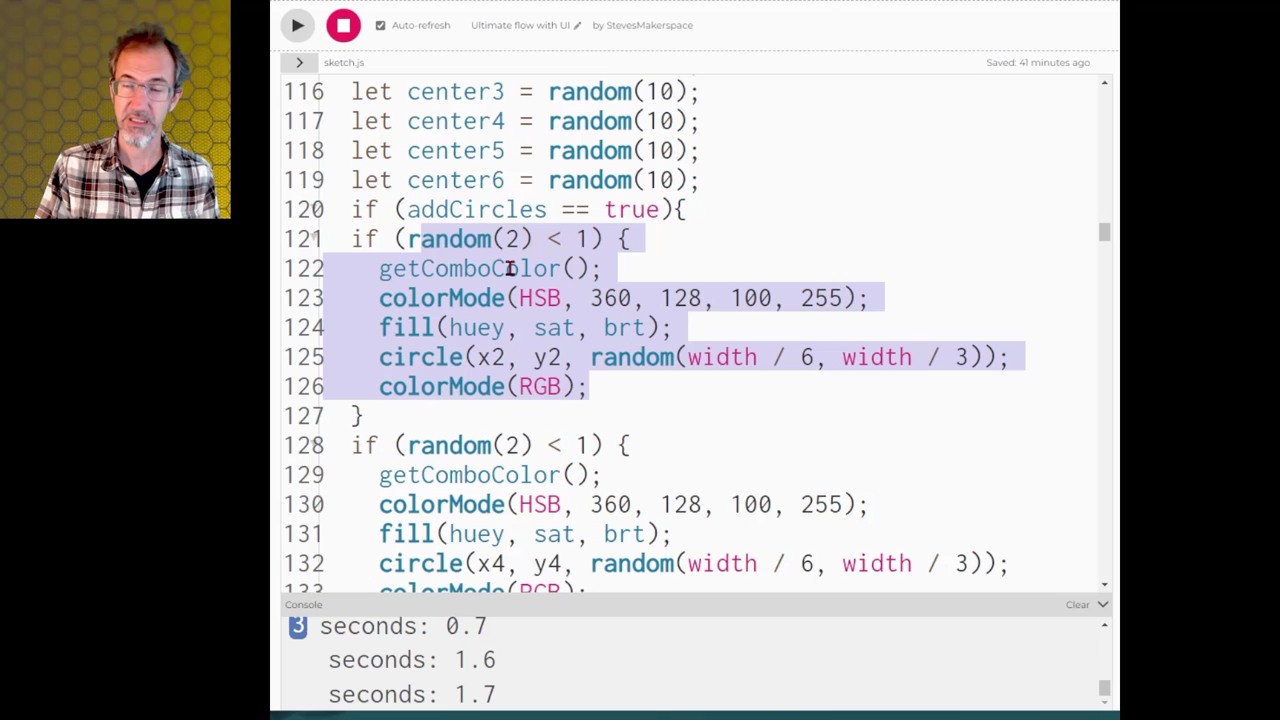 Auto-refresh Ultimate flow with UI by StevesMakerspace
sketch.js Saved: 41 minutes ago
116 let center3 = random(10);
117 let center4 = random(10);
118 let center5 = random(10);
119 let center6 = random(10);
120 if (addCircles == true){
121 if (random(2) < 1) {
122 getComboColor();
123 colorMode(HSB, 360, 128, 100, 255);
124 fill(huey, sat, brt);
125 circle(x2, y2, random(width / 6, width / 3));
126 colorMode(RGB);
127 }
128 if (random(2) < 1) {
129 getComboColor();
130 colorMode(HSB, 360, 128, 100, 255);
131 fill(huey, sat, brt);
132 circle(x4, y4, random(width / 6, width / 3));
133 colorMode(RGB);
Console Clear
3 seconds: 0.7
seconds: 1.6
seconds: 1.7